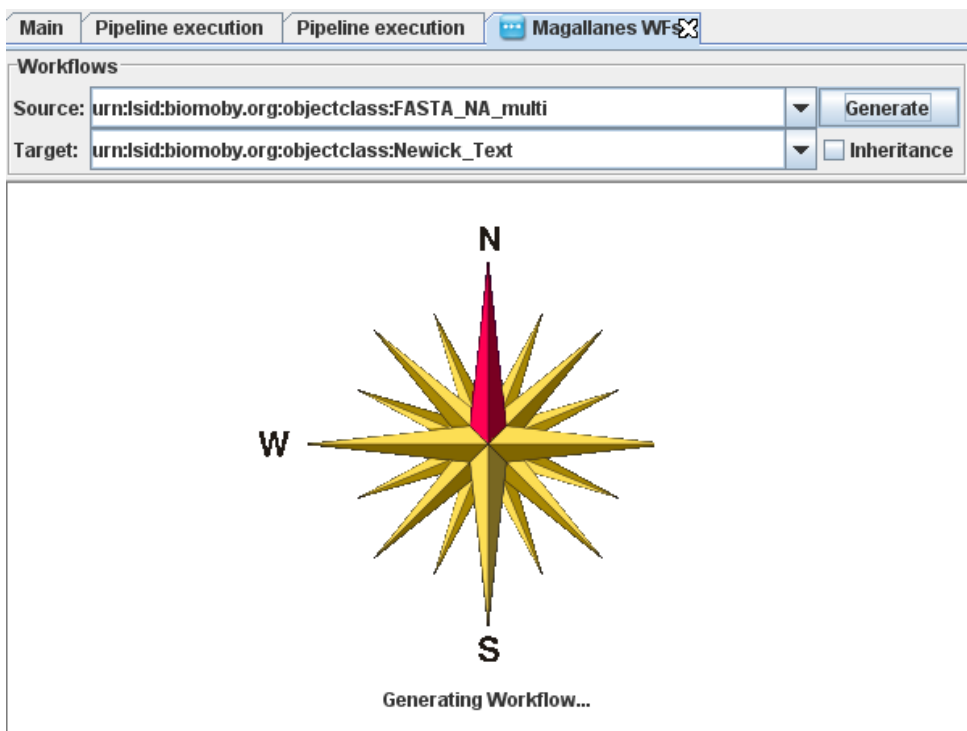 Main Pipeline execution Pipeline execution Magallanes WFs
Workflows
Source: urn:lsid:biomoby.org:objectclass:FASTA_NA_multi Generate
Target: urn:lsid:biomoby.org:objectclass:Newick_Text Inheritance
N
W
S
Generating Workflow...